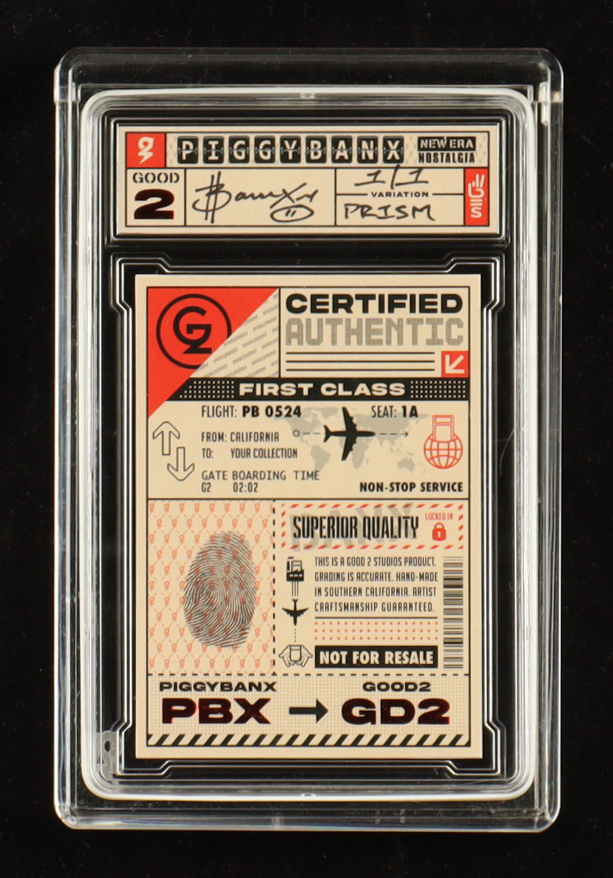 PIGGYBANX
NEW ERA
NOSTALGIA
GOOD
2
BanX
1/1
VARIATION
PRISM
G2
CERTIFIED
AUTHENTIC
FIRST CLASS
FLIGHT: PB 0524
SEAT: 1A
FROM: CALIFORNIA
TO: YOUR COLLECTION
GATE BOARDING TIME
G2 02:02
NON-STOP SERVICE
SUPERIOR QUALITY
LOCKED IN
THIS IS A GOOD 2 STUDIOS PRODUCT.
GRADING IS ACCURATE. HAND-MADE
IN SOUTHERN CALIFORNIA. ARTIST
CRAFTSMANSHIP GUARANTEED.
NOT FOR RESALE
PIGGYBANX GOOD2
PBX → GD2